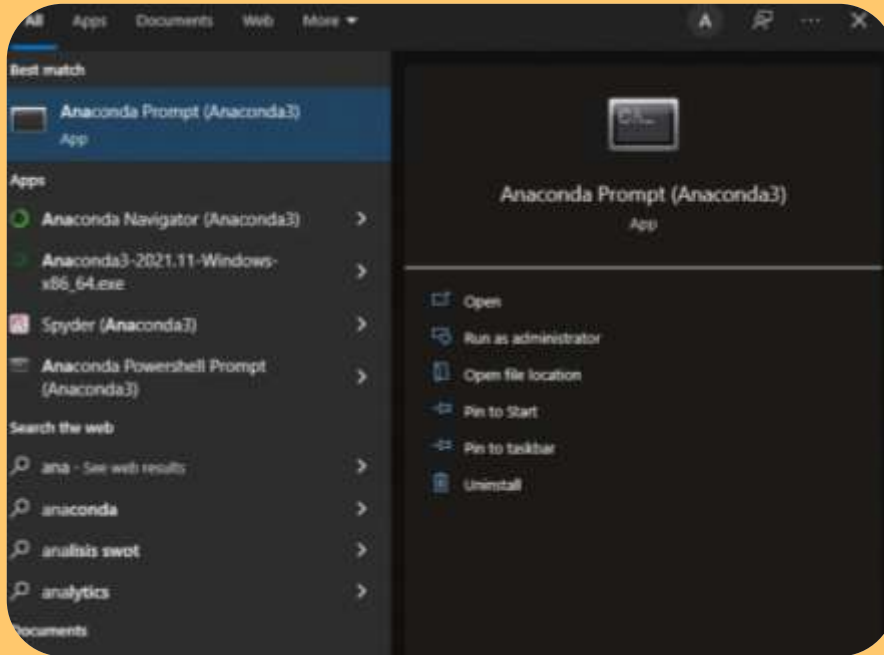 All Apps Documents Web More
A
Best match
Anaconda Prompt (Anaconda3)
App
Apps
Anaconda Navigator (Anaconda3)
Anaconda3-2021.11-Windows-
x86_64.exe
Spyder (Anaconda3)
Anaconda Powershell Prompt
(Anaconda3)
Search the web
ana - See web results
anaconda
analisis swot
analytics
Documents
C:\_
Anaconda Prompt (Anaconda3)
App
Open
Run as administrator
Open file location
Pin to Start
Pin to taskbar
Uninstall